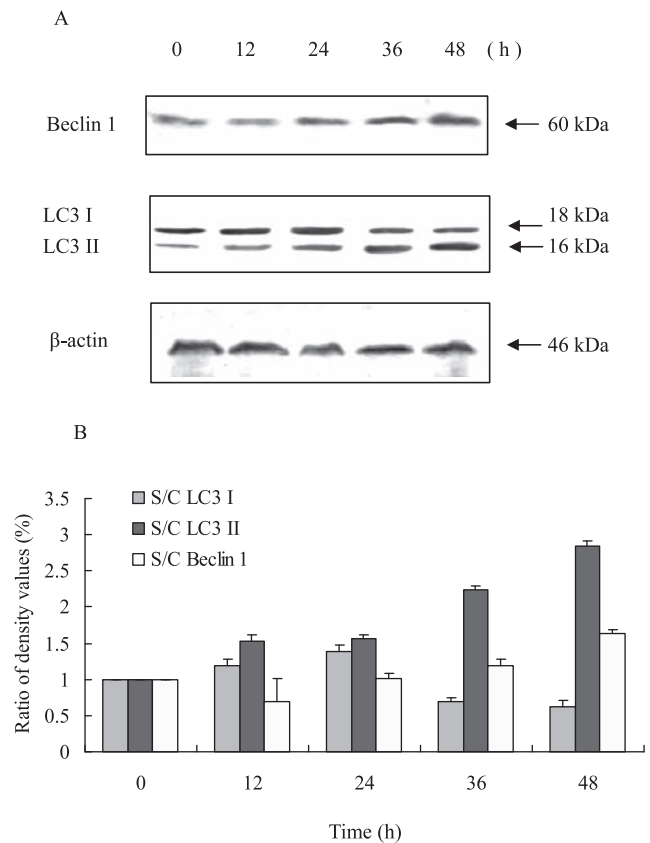 A
0 12 24 36 48 ( h )
Beclin 1 60 kDa
LC3 I 18 kDa
LC3 II 16 kDa
β-actin 46 kDa
B
S/C LC3 I
S/C LC3 II
S/C Beclin 1
Ratio of density values (%)
3.5
3
2.5
2
1.5
1
0.5
0
0 12 24 36 48
Time (h)